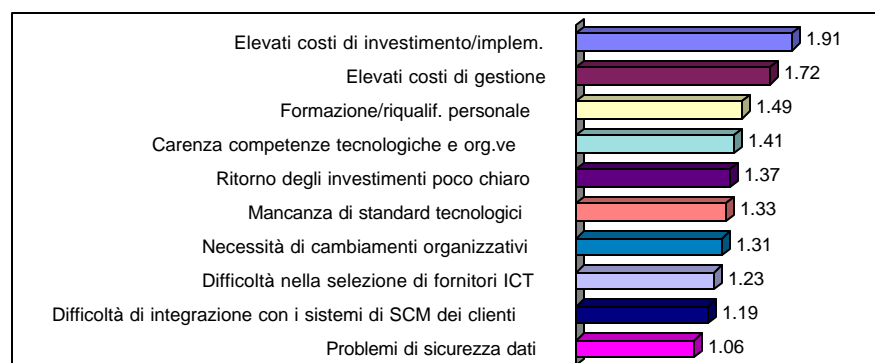 Elevati costi di investimento/implem. 1.91
Elevati costi di gestione 1.72
Formazione/riqualif. personale 1.49
Carenza competenze tecnologiche e org.ve 1.41
Ritorno degli investimenti poco chiaro 1.37
Mancanza di standard tecnologici 1.33
Necessità di cambiamenti organizzativi 1.31
Difficoltà nella selezione di fornitori ICT 1.23
Difficoltà di integrazione con i sistemi di SCM dei clienti 1.19
Problemi di sicurezza dati 1.06